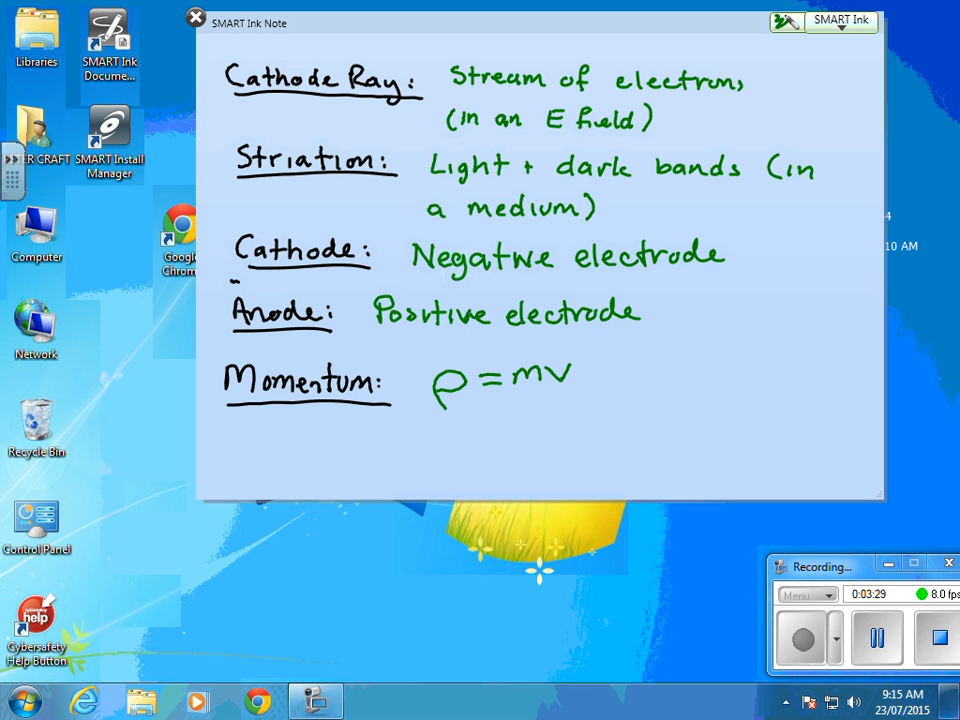 SMART Ink Note
SMART Ink
Cathode Ray: Stream of electrons
(in an E field)
Striation: Light + dark bands (in
a medium)
Cathode: Negative electrode
Anode: Positive electrode
Momentum: p = mv
Libraries
SMART Ink
Docume...
TER CRAFT
SMART Install
Manager
Computer
Google
Chrom
Network
Recycle Bin
Control Panel
help
Cybersafety
Help Button
4
10 AM
Recording...
Menu
0:03:29
8.0 fps
9:15 AM
23/07/2015